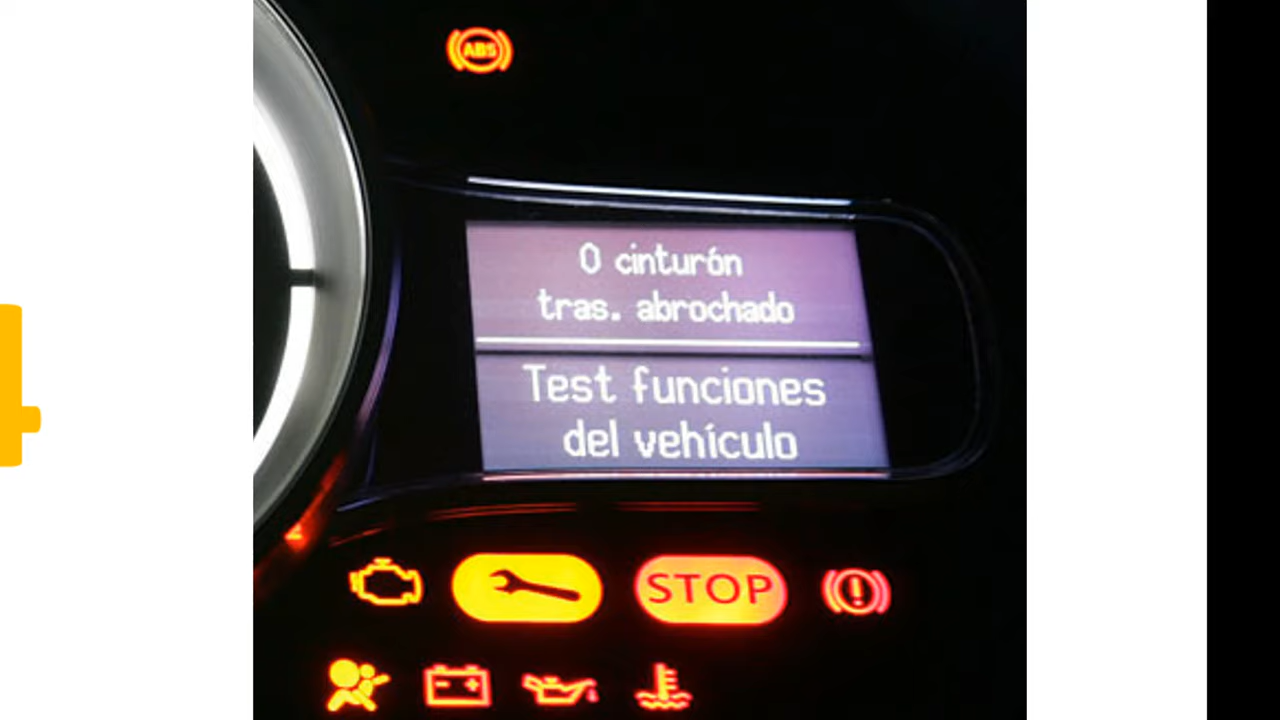 ABS
0 cinturón
tras. abrochado
Test funciones
del vehículo
STOP